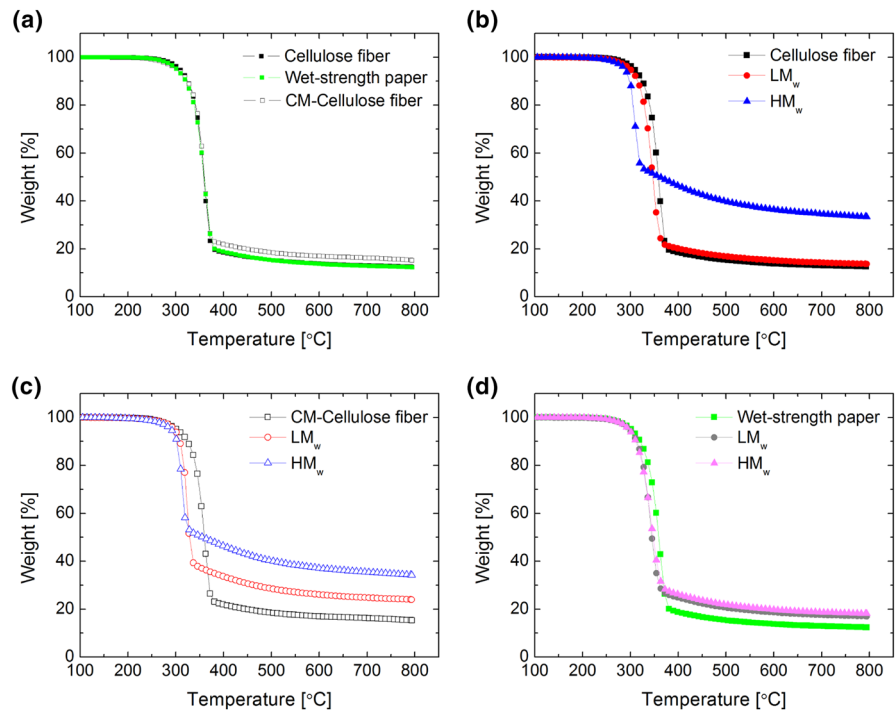 (a)
100
80
60
40
20
0
Weight [%]
Cellulose fiber
Wet-strength paper
CM-Cellulose fiber
100 200 300 400 500 600 700 800
Temperature [°C]
(b)
100
80
60
40
20
0
Weight [%]
Cellulose fiber
LMw
HMw
100 200 300 400 500 600 700 800
Temperature [°C]
(c)
100
80
60
40
20
0
Weight [%]
CM-Cellulose fiber
LMw
HMw
100 200 300 400 500 600 700 800
Temperature [°C]
(d)
100
80
60
40
20
0
Weight [%]
Wet-strength paper
LMw
HMw
100 200 300 400 500 600 700 800
Temperature [°C]